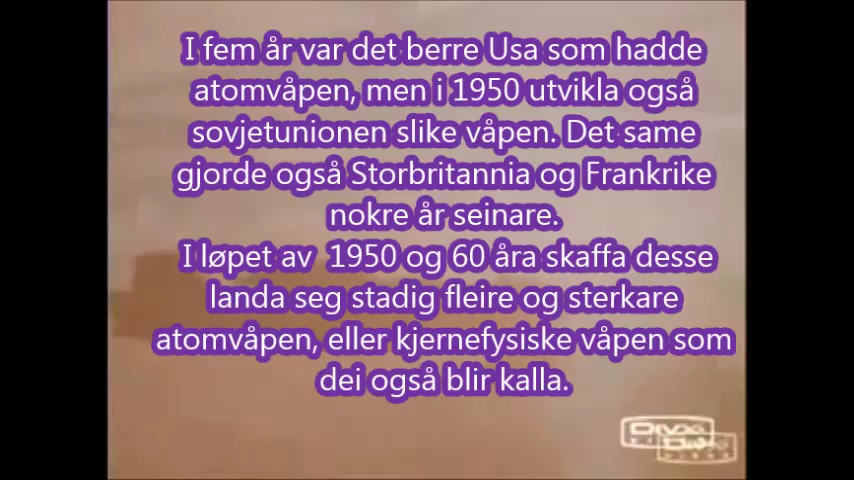 I fem år var det berre Usa som hadde
atomvåpen, men i 1950 utvikla også
sovjetunionen slike våpen. Det same
gjorde også Storbritannia og Frankrike
nokre år seinare.
I løpet av  1950 og 60 åra skaffa desse
landa seg stadig fleire og sterkare
atomvåpen, eller kjernefysiske våpen som
dei også blir kalla.
DivX
VIDEO